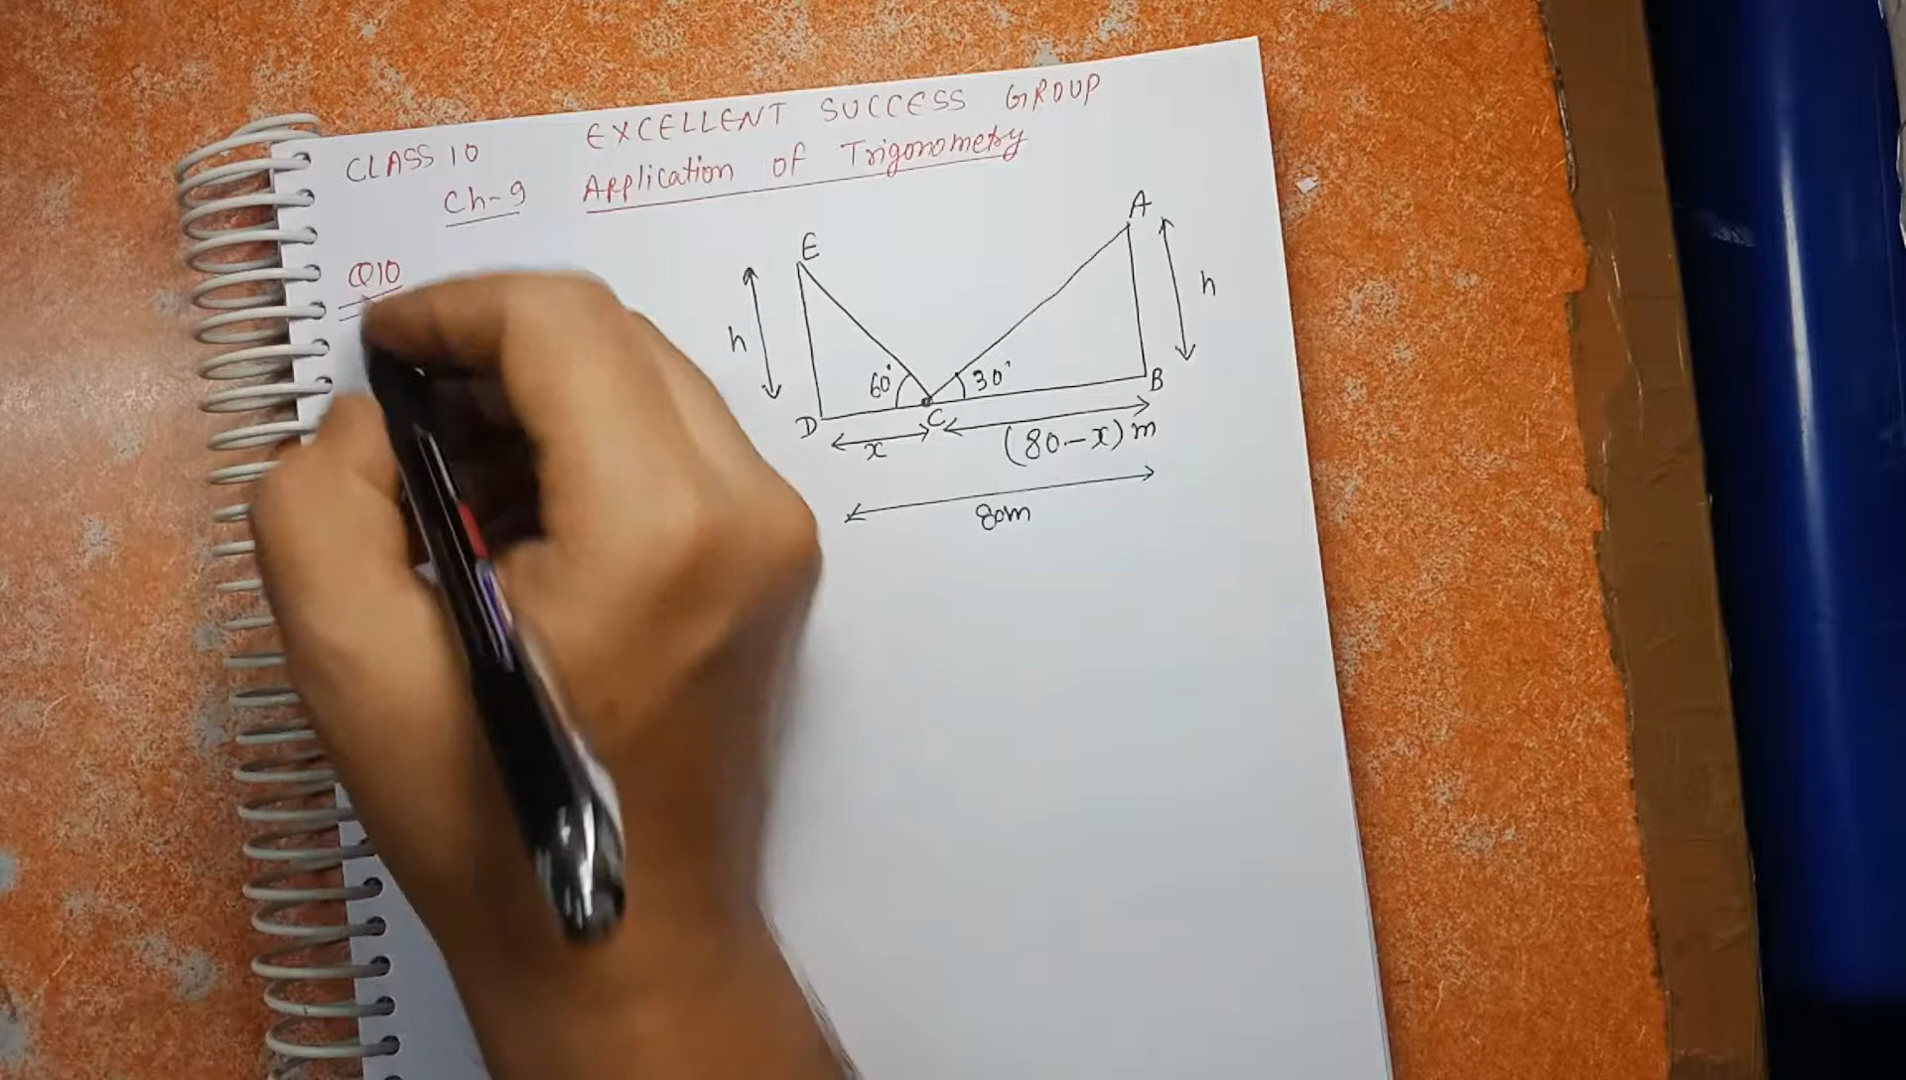 EXCELLENT SUCCESS GROUP
CLASS 10
Ch-9 Application of Trigonometry
Q10
E
A
h
h
60°
30°
D
C
B
x
(80-x)m
80m